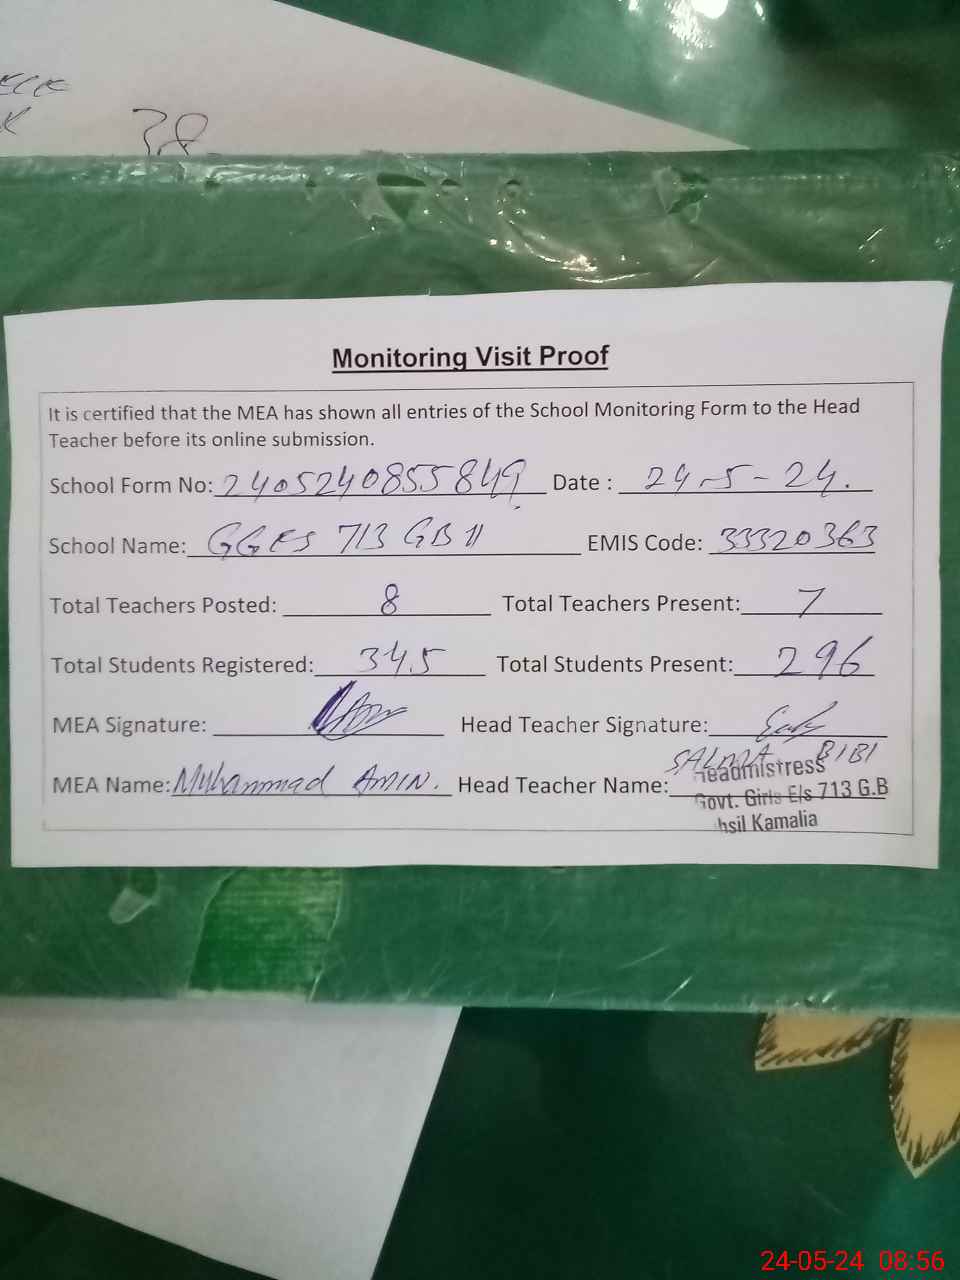 38
Monitoring Visit Proof
It is certified that the MEA has shown all entries of the School Monitoring Form to the Head
Teacher before its online submission.
School Form No: 240524085849 Date : 24-5-24.
School Name: GGES 713 GB II EMIS Code: 33320363
Total Teachers Posted: 8 Total Teachers Present: 7
Total Students Registered: 345 Total Students Present: 296
MEA Signature: Head Teacher Signature:
SALMA BIBI
MEA Name: Muhammad AMIN. Head Teacher Name:
Headmistress
Govt. Girls E/s 713 G.B
hsil Kamalia
24-05-24 08:56